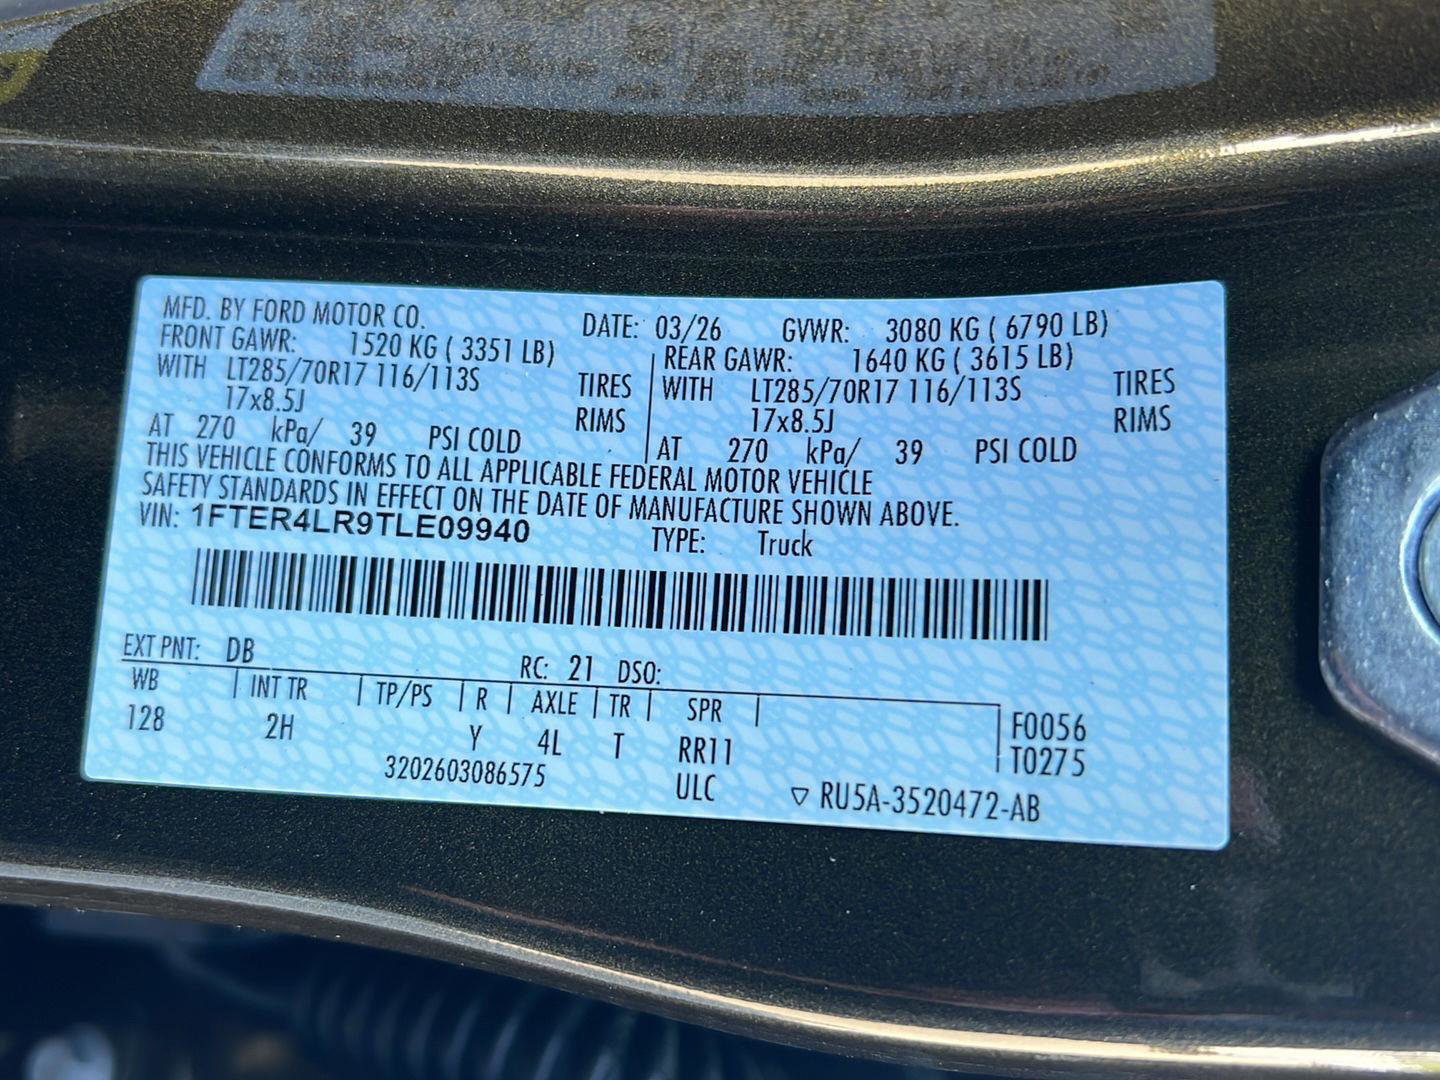 MFD. BY FORD MOTOR CO. DATE: 03/26 GVWR: 3080 KG ( 6790 LB)
FRONT GAWR: 1520 KG ( 3351 LB) REAR GAWR: 1640 KG ( 3615 LB)
WITH LT285/70R17 116/113S TIRES WITH LT285/70R17 116/113S TIRES
17x8.5J RIMS 17x8.5J RIMS
AT 270 kPa/ 39 PSI COLD AT 270 kPa/ 39 PSI COLD
THIS VEHICLE CONFORMS TO ALL APPLICABLE FEDERAL MOTOR VEHICLE
SAFETY STANDARDS IN EFFECT ON THE DATE OF MANUFACTURE SHOWN ABOVE.
VIN: 1FTER4LR9TLE09940 TYPE: Truck
EXT PNT: DB RC: 21 DSO:
WB INT TR TP/PS R AXLE TR SPR F0056
128 2H Y 4L T RR11 T0275
3202603086575 ULC ▽ RU5A-3520472-AB